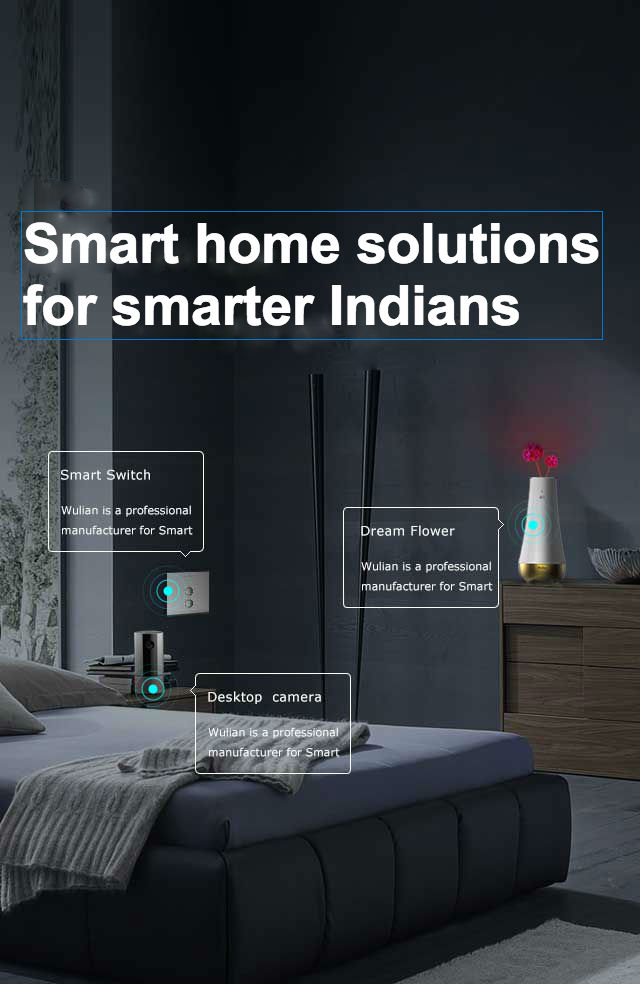 Smart home solutions
for smarter Indians
Smart Switch
Wulian is a professional
manufacturer for Smart
Dream Flower
Wulian is a professional
manufacturer for Smart
Desktop camera
Wulian is a professional
manufacturer for Smart